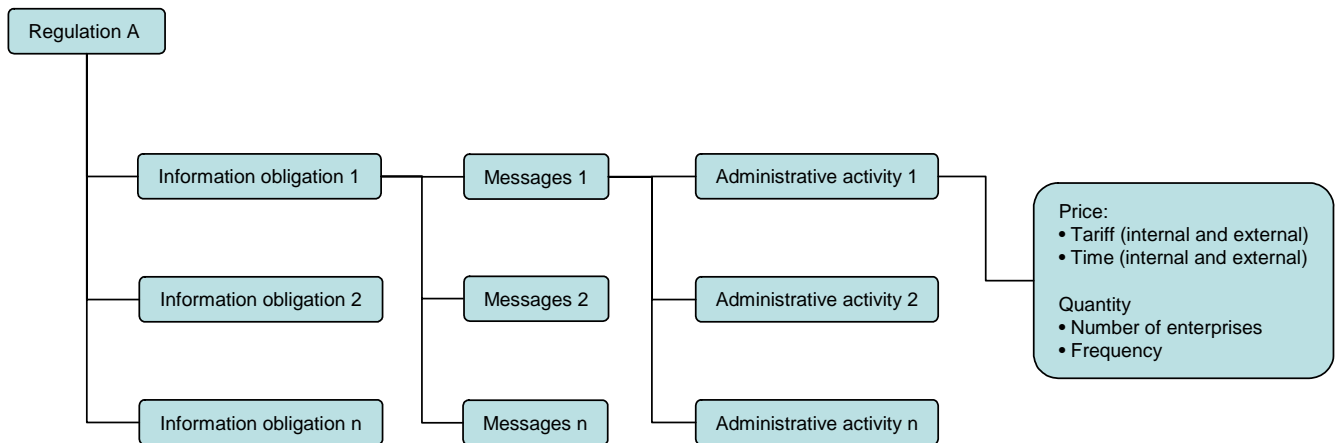 Regulation A
Information obligation 1
Messages 1
Administrative activity 1
Price:
• Tariff (internal and external)
• Time (internal and external)
Quantity
• Number of enterprises
• Frequency
Information obligation 2
Messages 2
Administrative activity 2
Information obligation n
Messages n
Administrative activity n